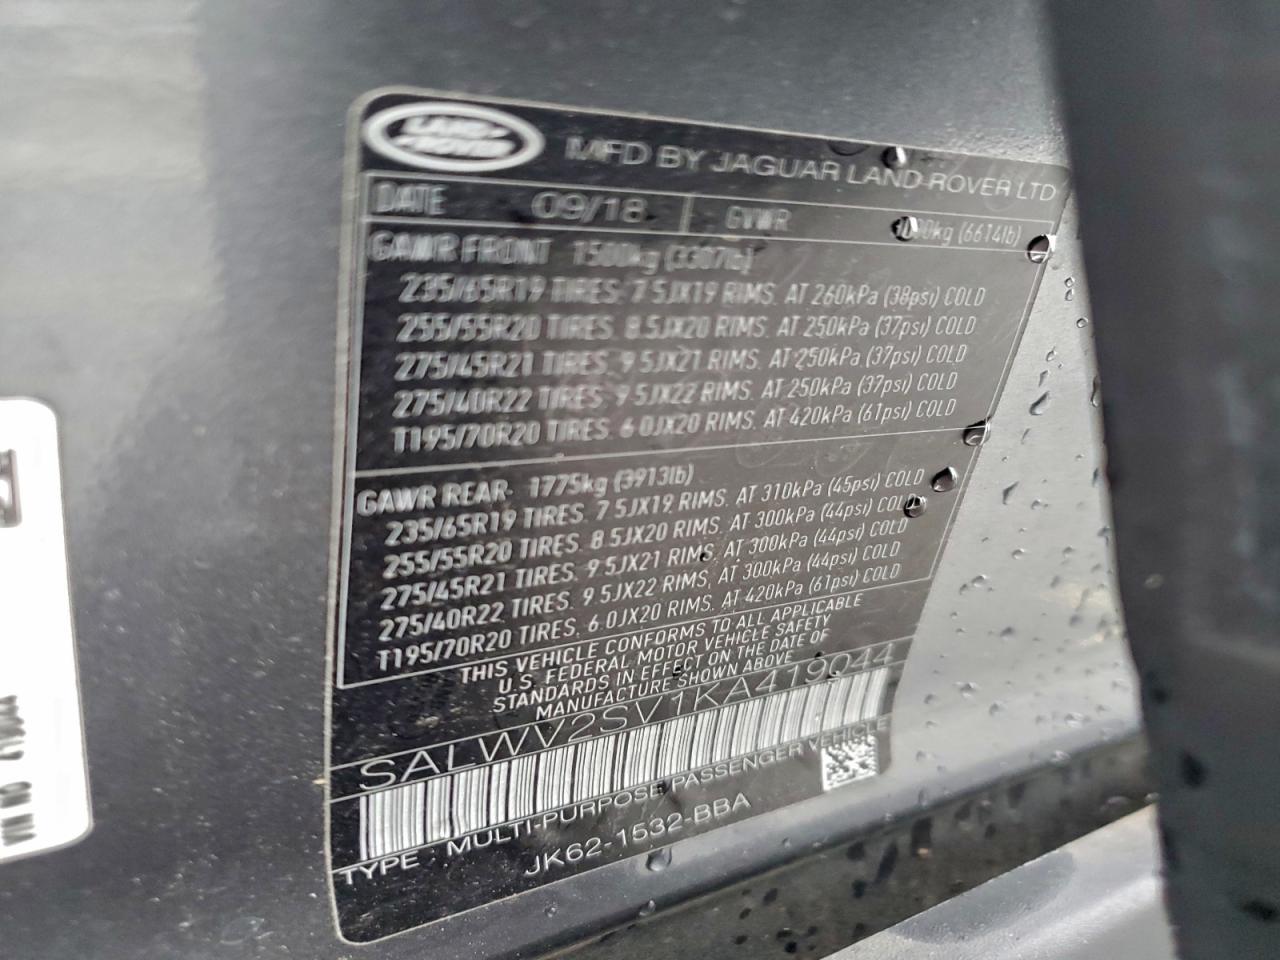 LAND ROVER
MFD BY JAGUAR LAND ROVER LTD
DATE 09/18 GVWR (6614lb)
GAWR FRONT 1500kg (3307lb)
235/65R19 TIRES. 7.5JX19 RIMS. AT 260kPa (38psi) COLD
255/55R20 TIRES. 8.5JX20 RIMS. AT 250kPa (37psi) COLD
275/45R21 TIRES. 9.5JX21 RIMS. AT 250kPa (37psi) COLD
275/40R22 TIRES. 9.5JX22 RIMS. AT 250kPa (37psi) COLD
T195/70R20 TIRES. 6.0JX20 RIMS. AT 420kPa (61psi) COLD
GAWR REAR 1775kg (3913lb)
235/65R19 TIRES. 7.5JX19 RIMS. AT 310kPa (45psi) COLD
255/55R20 TIRES. 8.5JX20 RIMS. AT 300kPa (44psi) COLD
275/45R21 TIRES. 9.5JX21 RIMS. AT 300kPa (44psi) COLD
275/40R22 TIRES. 9.5JX22 RIMS. AT 300kPa (44psi) COLD
T195/70R20 TIRES. 6.0JX20 RIMS. AT 420kPa (61psi) COLD
THIS VEHICLE CONFORMS TO ALL APPLICABLE
U.S. FEDERAL MOTOR VEHICLE SAFETY
STANDARDS IN EFFECT ON THE DATE OF
MANUFACTURE SHOWN ABOVE
SALWV2SV1KA419044
TYPE MULTI-PURPOSE PASSENGER VEHICLE
JK62-1532-BBA
VIN NO 419044